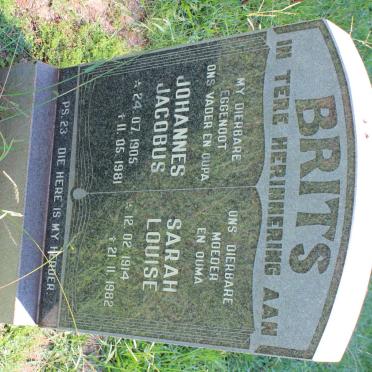 BRITS
IN TERE HERINNERING AAN
MY DIERBARE
EGGENOOT
ONS VADER EN OUPA
JOHANNES
JACOBUS
* 24.07.1905
† 11.05.1981
ONS DIERBARE
MOEDER
EN OUMA
SARAH
LOUISE
* 12.02.1914
† 21.11.1982
PS. 23 DIE HERE IS MY HERDER.